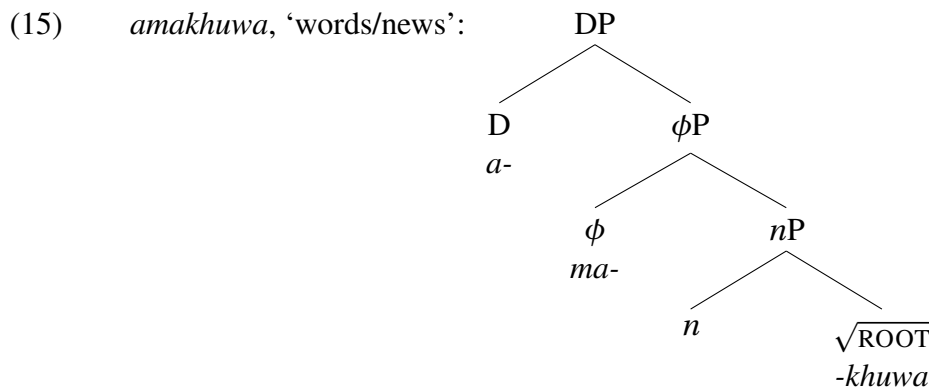 (15) amakhuwa, ‘words/news’: DP
D ϕP
a-
ϕ nP
ma-
n √ROOT
-khuwa